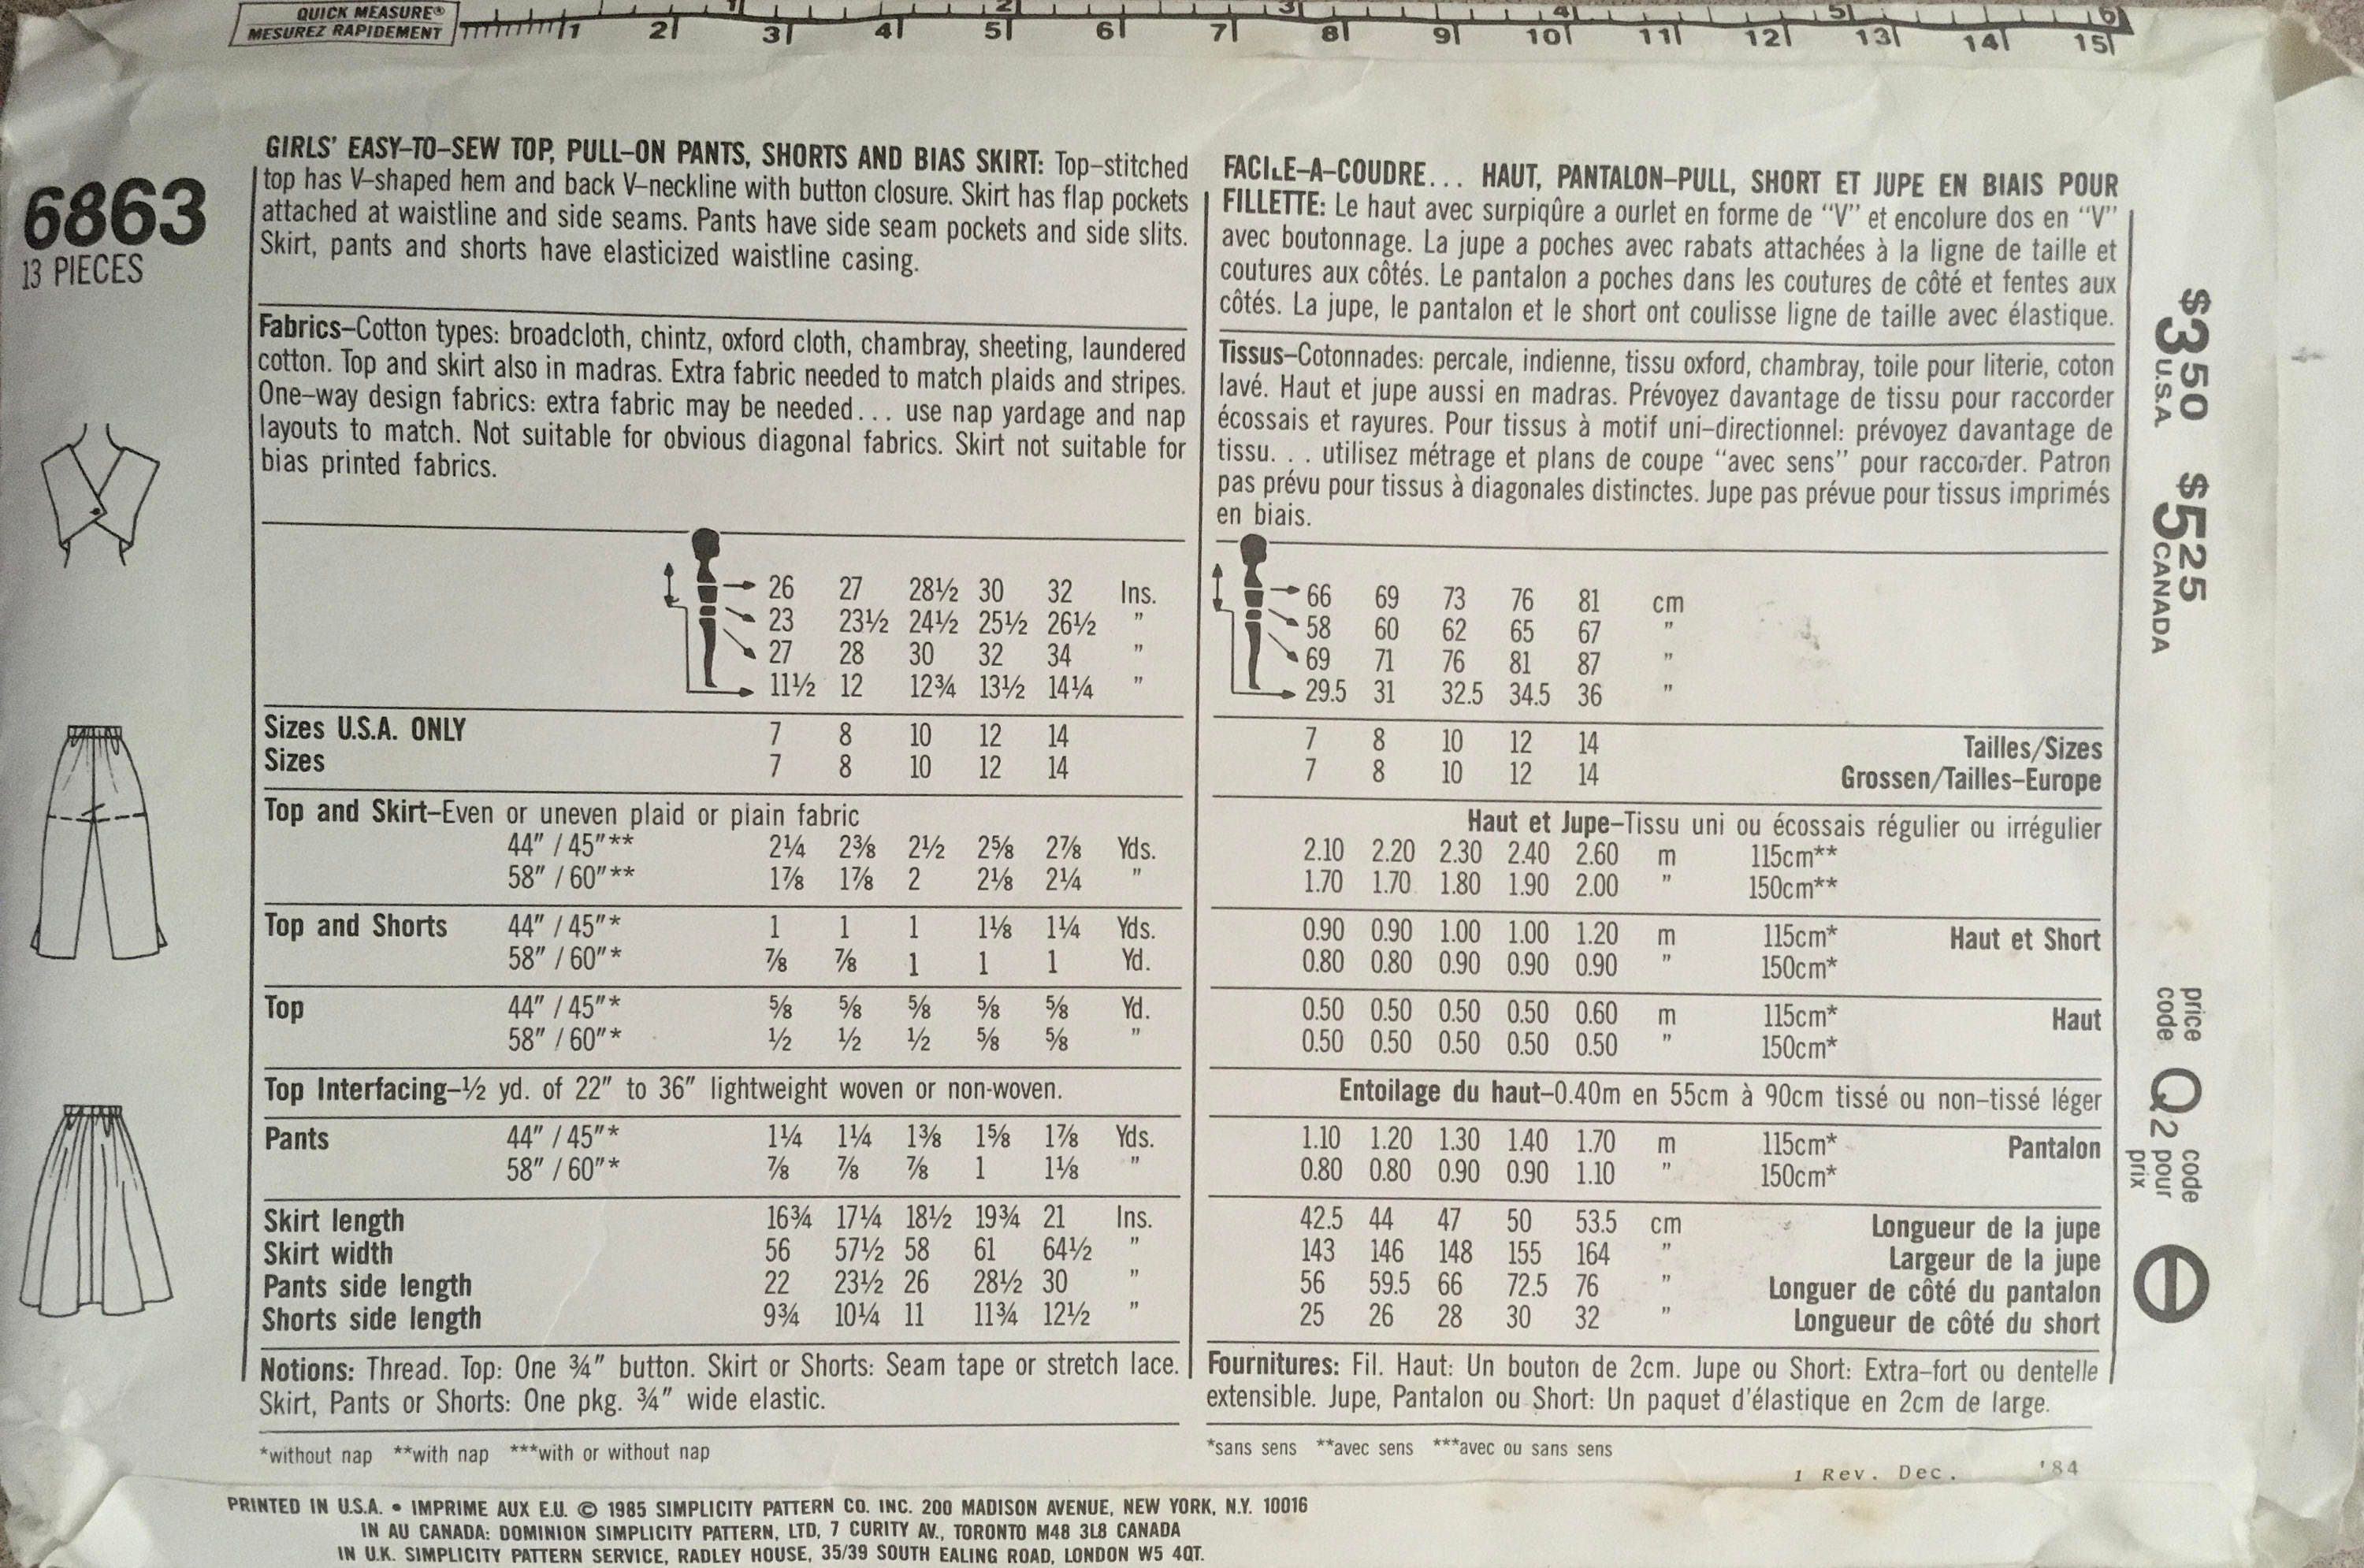 QUICK MEASURE®
MESUREZ RAPIDEMENT
1 2 3 4 5 6
1 2 3 4 5 6 7 8 9 10 11 12 13 14 15
6863
13 PIECES
GIRLS' EASY–TO–SEW TOP, PULL–ON PANTS, SHORTS AND BIAS SKIRT: Top–stitched
top has V–shaped hem and back V–neckline with button closure. Skirt has flap pockets
attached at waistline and side seams. Pants have side seam pockets and side slits.
Skirt, pants and shorts have elasticized waistline casing.
Fabrics–Cotton types: broadcloth, chintz, oxford cloth, chambray, sheeting, laundered
cotton. Top and skirt also in madras. Extra fabric needed to match plaids and stripes.
One–way design fabrics: extra fabric may be needed... use nap yardage and nap
layouts to match. Not suitable for obvious diagonal fabrics. Skirt not suitable for
bias printed fabrics.
26 27 28½ 30 32 Ins.
23 23½ 24½ 25½ 26½ "
27 28 30 32 34 "
11½ 12 12¾ 13½ 14¼ "
Sizes U.S.A. ONLY 7 8 10 12 14
Sizes 7 8 10 12 14
Top and Skirt–Even or uneven plaid or plain fabric
44" / 45"** 2¼ 2⅜ 2½ 2⅝ 2⅞ Yds.
58" / 60"** 1⅞ 1⅞ 2 2⅛ 2¼ "
Top and Shorts 44" / 45"* 1 1 1 1⅛ 1¼ Yds.
58" / 60"* ⅞ ⅞ 1 1 1 Yd.
Top 44" / 45"* ⅝ ⅝ ⅝ ⅝ ⅝ Yd.
58" / 60"* ½ ½ ½ ⅝ ⅝ "
Top Interfacing–½ yd. of 22" to 36" lightweight woven or non-woven.
Pants 44" / 45"* 1¼ 1¼ 1⅜ 1⅝ 1⅞ Yds.
58" / 60"* ⅞ ⅞ ⅞ 1 1⅛ "
Skirt length 16¾ 17¼ 18½ 19¾ 21 Ins.
Skirt width 56 57½ 58 61 64½ "
Pants side length 22 23½ 26 28½ 30 "
Shorts side length 9¾ 10¼ 11 11¾ 12½ "
Notions: Thread. Top: One ¾" button. Skirt or Shorts: Seam tape or stretch lace.
Skirt, Pants or Shorts: One pkg. ¾" wide elastic.
*without nap **with nap ***with or without nap
FACILE–A–COUDRE... HAUT, PANTALON–PULL, SHORT ET JUPE EN BIAIS POUR
FILLETTE: Le haut avec surpiqûre a ourlet en forme de "V" et encolure dos en "V"
avec boutonnage. La jupe a poches avec rabats attachées à la ligne de taille et
coutures aux côtés. Le pantalon a poches dans les coutures de côté et fentes aux
côtés. La jupe, le pantalon et le short ont coulisse ligne de taille avec élastique.
Tissus–Cotonnades: percale, indienne, tissu oxford, chambray, toile pour literie, coton
lavé. Haut et jupe aussi en madras. Prévoyez davantage de tissu pour raccorder
écossais et rayures. Pour tissus à motif uni–directionnel: prévoyez davantage de
tissu. . . utilisez métrage et plans de coupe "avec sens" pour raccorder. Patron
pas prévu pour tissus à diagonales distinctes. Jupe pas prévue pour tissus imprimés
en biais.
66 69 73 76 81 cm
58 60 62 65 67 "
69 71 76 81 87 "
29.5 31 32.5 34.5 36 "
7 8 10 12 14 Tailles/Sizes
7 8 10 12 14 Grossen/Tailles–Europe
Haut et Jupe–Tissu uni ou écossais régulier ou irrégulier
2.10 2.20 2.30 2.40 2.60 m 115cm**
1.70 1.70 1.80 1.90 2.00 " 150cm**
0.90 0.90 1.00 1.00 1.20 m 115cm* Haut et Short
0.80 0.80 0.90 0.90 0.90 " 150cm*
0.50 0.50 0.50 0.50 0.60 m 115cm* Haut
0.50 0.50 0.50 0.50 0.50 " 150cm*
Entoilage du haut–0.40m en 55cm à 90cm tissé ou non–tissé léger
1.10 1.20 1.30 1.40 1.70 m 115cm* Pantalon
0.80 0.80 0.90 0.90 1.10 " 150cm*
42.5 44 47 50 53.5 cm Longueur de la jupe
143 146 148 155 164 " Largeur de la jupe
56 59.5 66 72.5 76 " Longuer de côté du pantalon
25 26 28 30 32 " Longueur de côté du short
Fournitures: Fil. Haut: Un bouton de 2cm. Jupe ou Short: Extra–fort ou dentelle
extensible. Jupe, Pantalon ou Short: Un paquet d'élastique en 2cm de large.
*sans sens **avec sens ***avec ou sans sens
1 Rev. Dec. '84
$3 50 U.S.A
$5 25 CANADA
price code Q2 code pour prix
PRINTED IN U.S.A. • IMPRIME AUX E.U. © 1985 SIMPLICITY PATTERN CO. INC. 200 MADISON AVENUE, NEW YORK, N.Y. 10016
IN AU CANADA: DOMINION SIMPLICITY PATTERN, LTD, 7 CURITY AV., TORONTO M48 3L8 CANADA
IN U.K. SIMPLICITY PATTERN SERVICE, RADLEY HOUSE, 35/39 SOUTH EALING ROAD, LONDON W5 4QT.